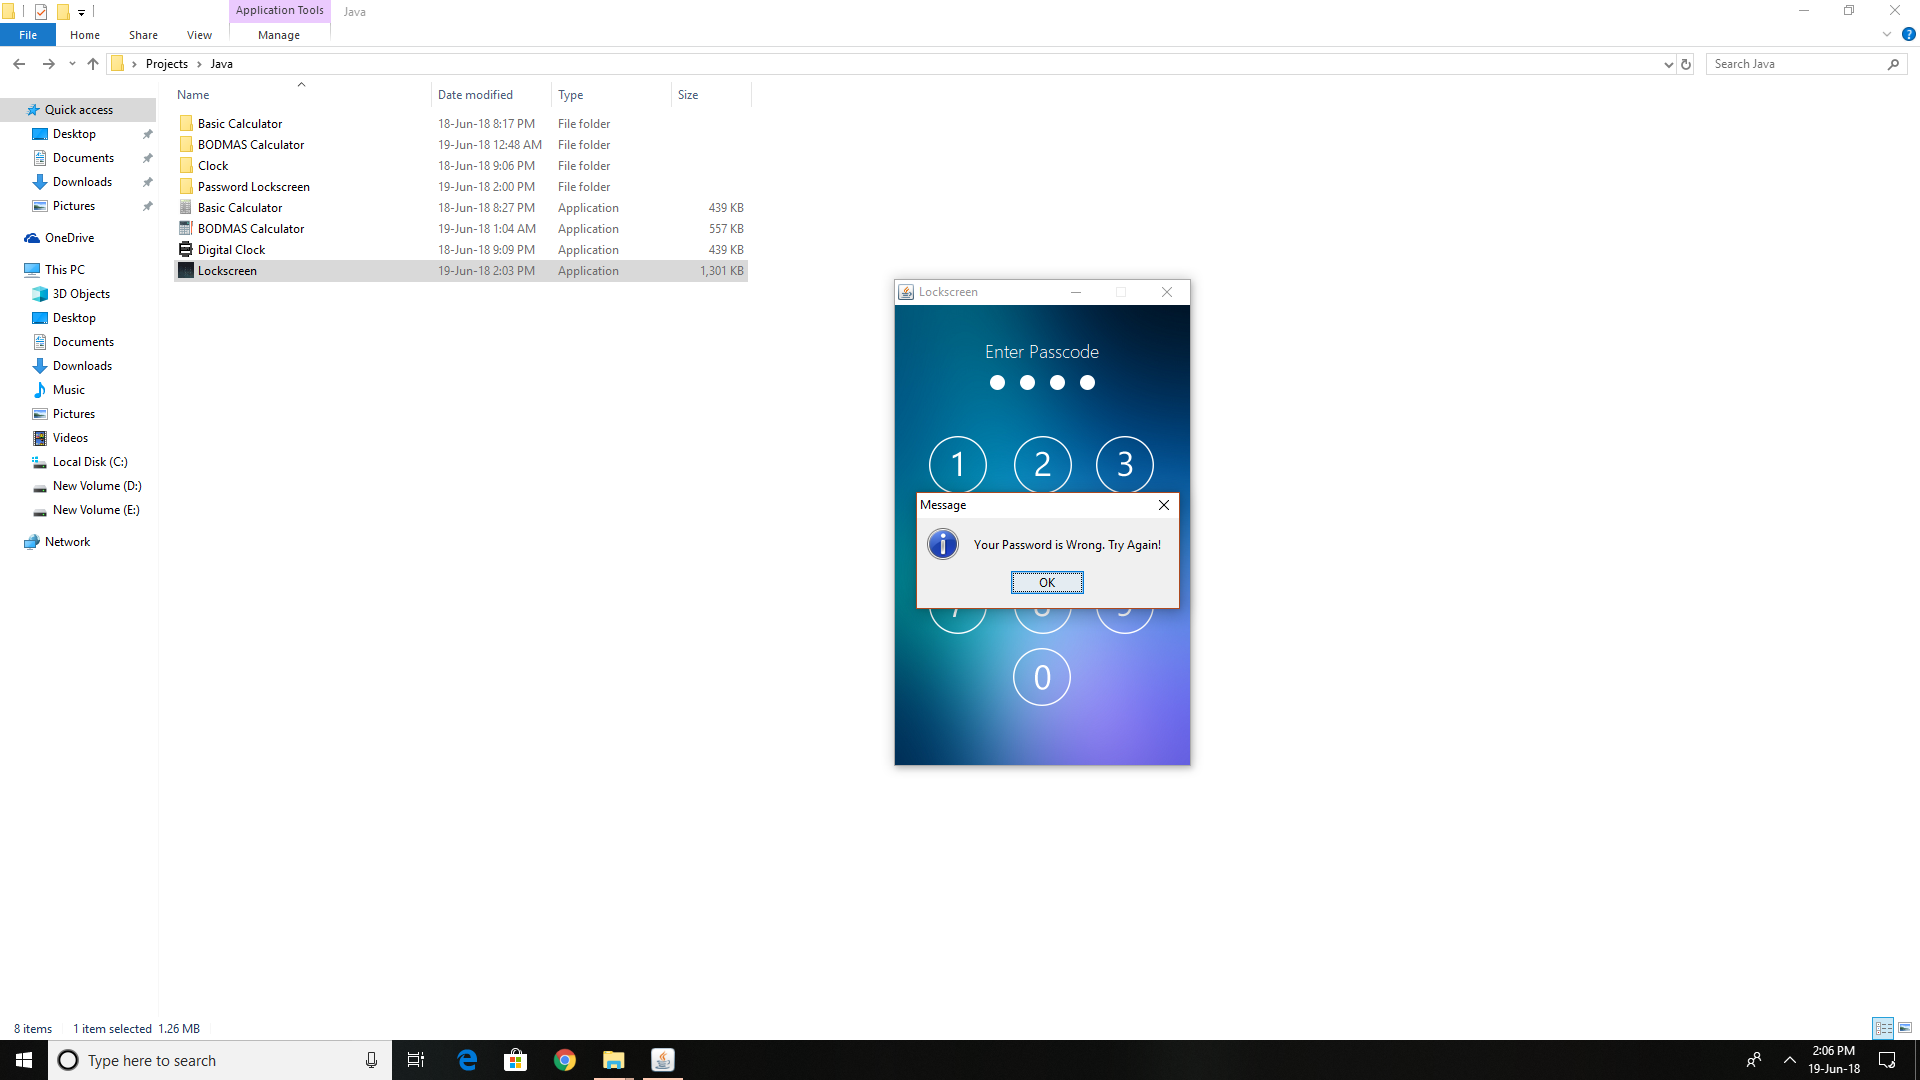 Application Tools Java
File Home Share View Manage
Projects Java Search Java
Name Date modified Type Size
Quick access
Desktop
Documents
Downloads
Pictures
OneDrive
This PC
3D Objects
Desktop
Documents
Downloads
Music
Pictures
Videos
Local Disk (C:)
New Volume (D:)
New Volume (E:)
Network
Basic Calculator 18-Jun-18 8:17 PM File folder
BODMAS Calculator 19-Jun-18 12:48 AM File folder
Clock 18-Jun-18 9:06 PM File folder
Password Lockscreen 19-Jun-18 2:00 PM File folder
Basic Calculator 18-Jun-18 8:27 PM Application 439 KB
BODMAS Calculator 19-Jun-18 1:04 AM Application 557 KB
Digital Clock 18-Jun-18 9:09 PM Application 439 KB
Lockscreen 19-Jun-18 2:03 PM Application 1,301 KB
Lockscreen
Enter Passcode
1 2 3
Message
Your Password is Wrong. Try Again!
OK
7 8 9
0
8 items 1 item selected 1.26 MB
Type here to search
2:06 PM
19-Jun-18